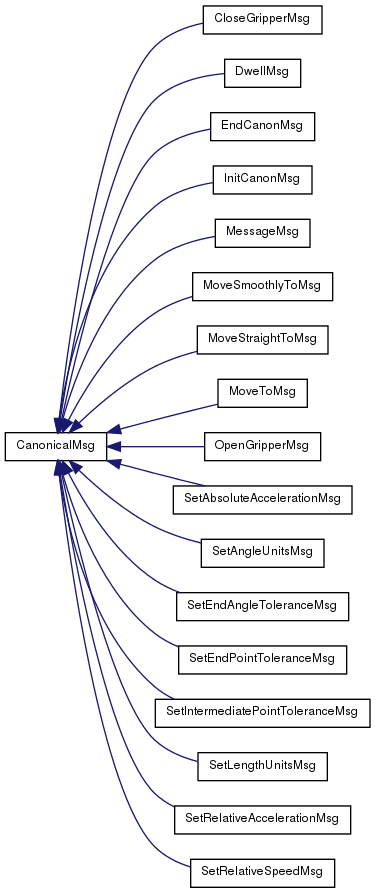 CloseGripperMsg
DwellMsg
EndCanonMsg
InitCanonMsg
MessageMsg
MoveSmoothlyToMsg
MoveStraightToMsg
MoveToMsg
CanonicalMsg
OpenGripperMsg
SetAbsoluteAccelerationMsg
SetAngleUnitsMsg
SetEndAngleToleranceMsg
SetEndPointToleranceMsg
SetIntermediatePointToleranceMsg
SetLengthUnitsMsg
SetRelativeAccelerationMsg
SetRelativeSpeedMsg